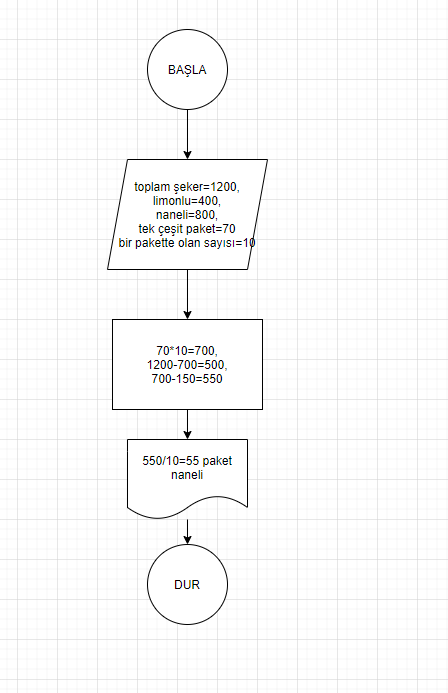 BAŞLA
toplam şeker=1200,
limonlu=400,
naneli=800,
tek çeşit paket=70
bir pakette olan sayısı=10
70*10=700,
1200-700=500,
700-150=550
550/10=55 paket
naneli
DUR